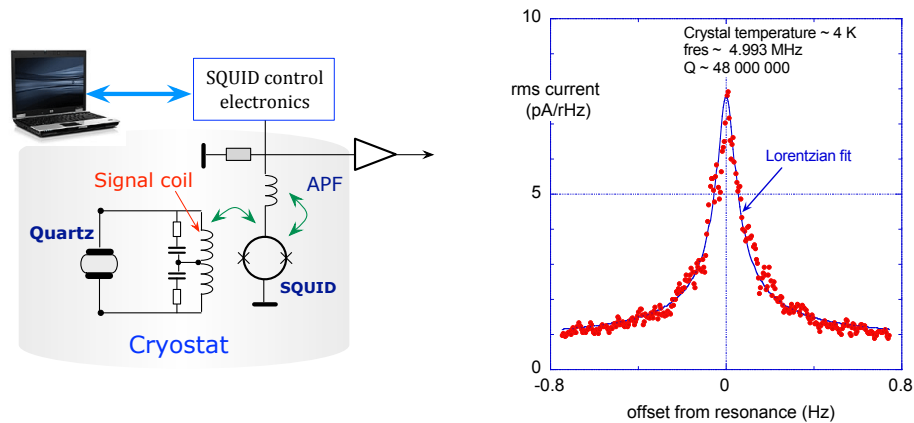 SQUID control
electronics
APF
Signal coil
Quartz
SQUID
Cryostat
Crystal temperature ~ 4 K
fres ~ 4.993 MHz
Q ~ 48 000 000
rms current
(pA/rHz)
Lorentzian fit
10
5
0
-0.8
0
0.8
offset from resonance (Hz)